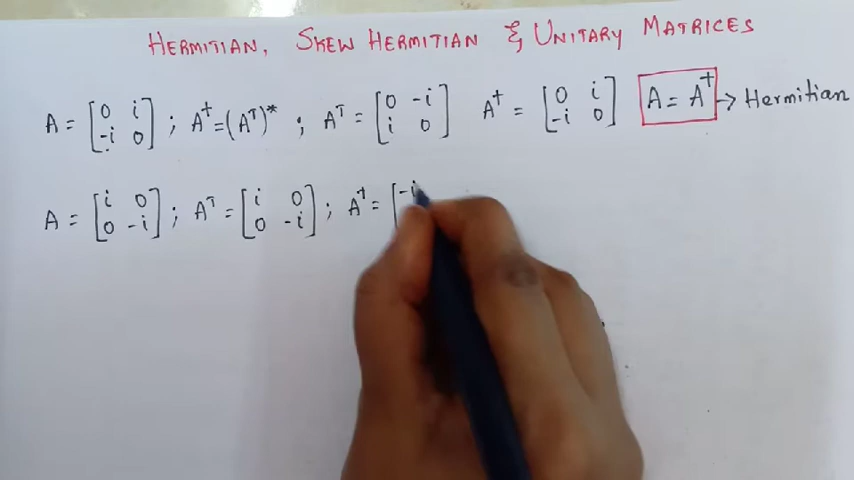 HERMITIAN, SKEW HERMITIAN & UNITARY MATRICES
A = [0 i; -i 0] ; A† = (Aᵀ)* ; Aᵀ = [0 -i; i 0] A† = [0 i; -i 0] A = A† → Hermitian
A = [i 0; 0 -i] ; Aᵀ = [i 0; 0 -i] ; A† = [-i